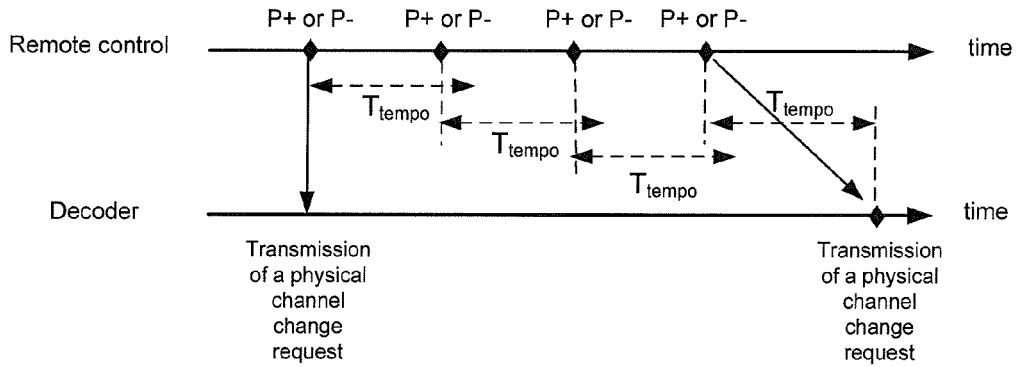 P+ or P- P+ or P- P+ or P- P+ or P-
Remote control time
Ttempo Ttempo
Ttempo
Ttempo
Decoder time
Transmission
of a physical
channel
change
request
Transmission
of a physical
channel
change
request